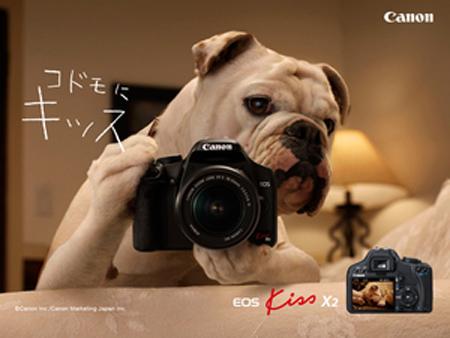 Canon
コドモに
キッス
Canon
EOS
EOS Kiss X2
©Canon Inc./Canon Marketing Japan Inc.